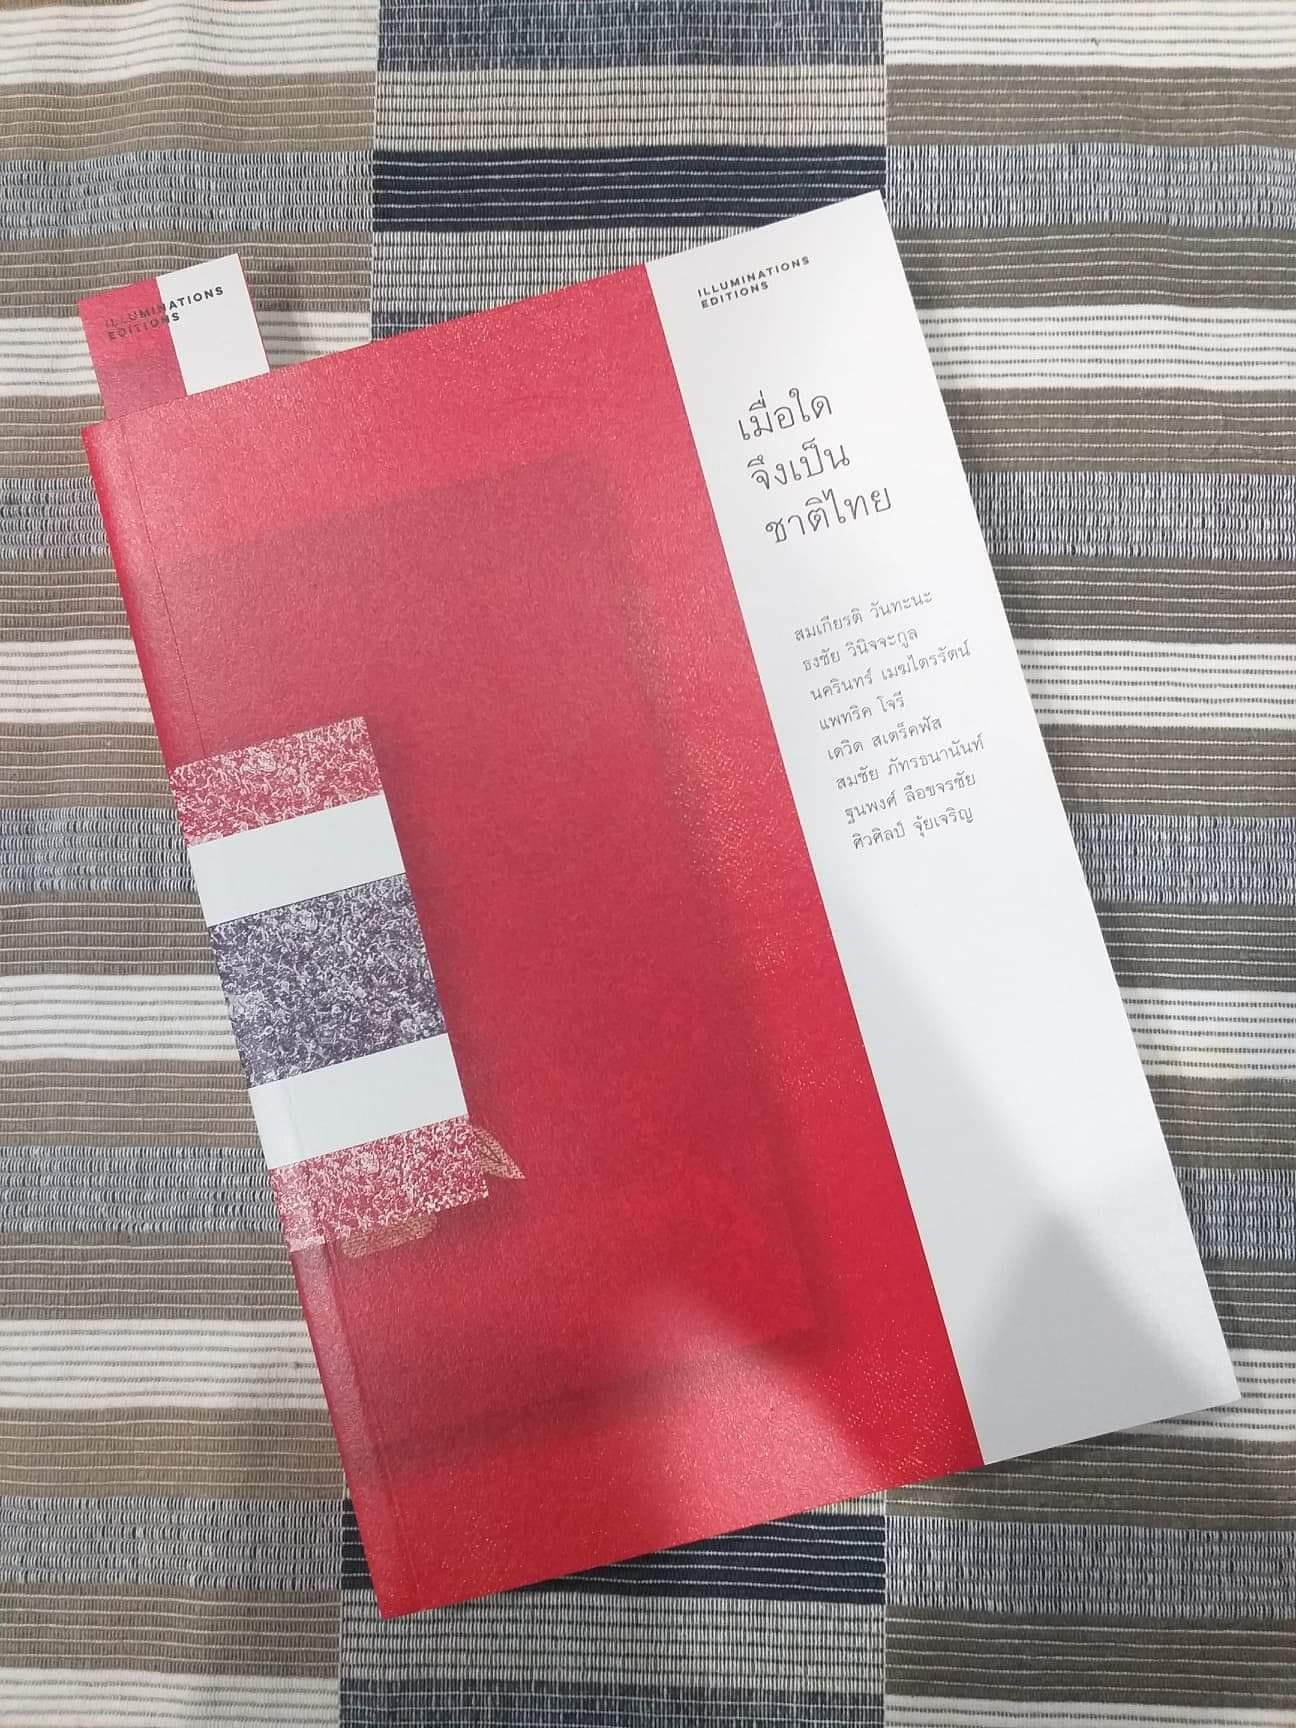 ILLUMINATIONS
EDITIONS
ILLUMINATIONS
EDITIONS
เมื่อใด
จึงเป็น
ชาติไทย
สมเกียรติ วันทะนะ
ธงชัย วินิจจะกูล
นครินทร์ เมฆไตรรัตน์
แพทริค โจรี
เดวิด สเตร็คฟัส
สมชัย ภัทรธนานันท์
ฐนพงศ์ ลือขจรชัย
ศิวศิลป์ จุ้ยเจริญ